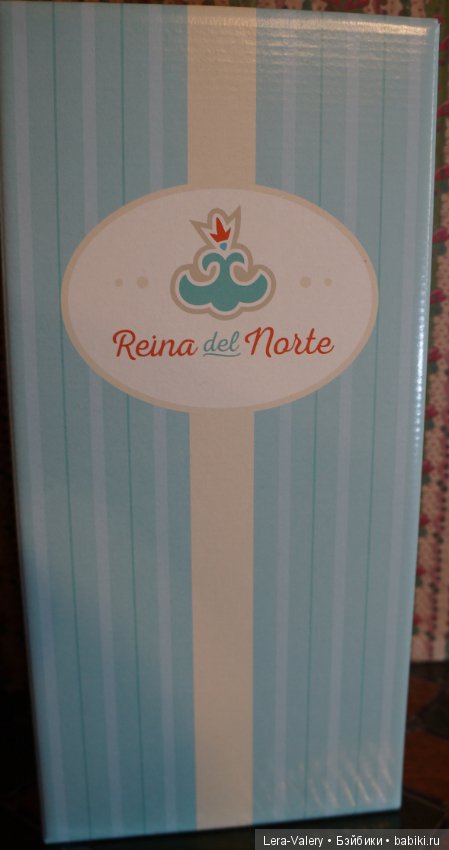 Reina del Norte
Lera-Valery • Бэйбики • babiki.ru